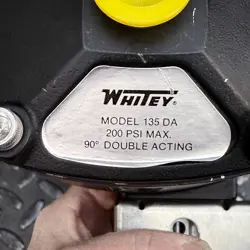 WHITEY®
MODEL 135 DA
200 PSI MAX.
90° DOUBLE ACTING